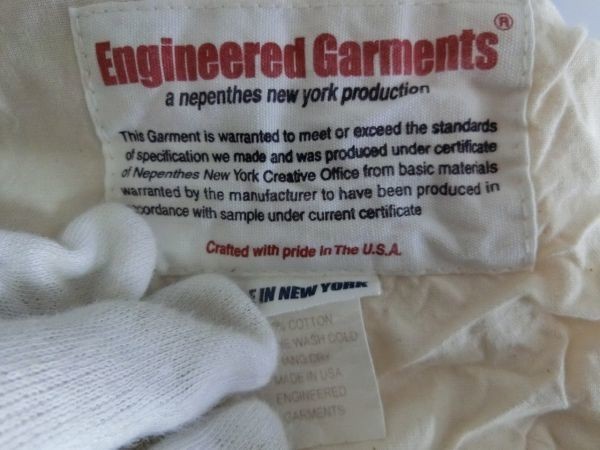 Engineered Garments®
a nepenthes new york production
This Garment is warranted to meet or exceed the standards
of specification we made and was produced under certificate
of Nepenthes New York Creative Office from basic materials
warranted by the manufacturer to have been produced in
accordance with sample under current certificate
Crafted with pride in The U.S.A.
E IN NEW YORK
% COTTON
E WASH COLD
HANG DRY
MADE IN USA
ENGINEERED
GARMENTS